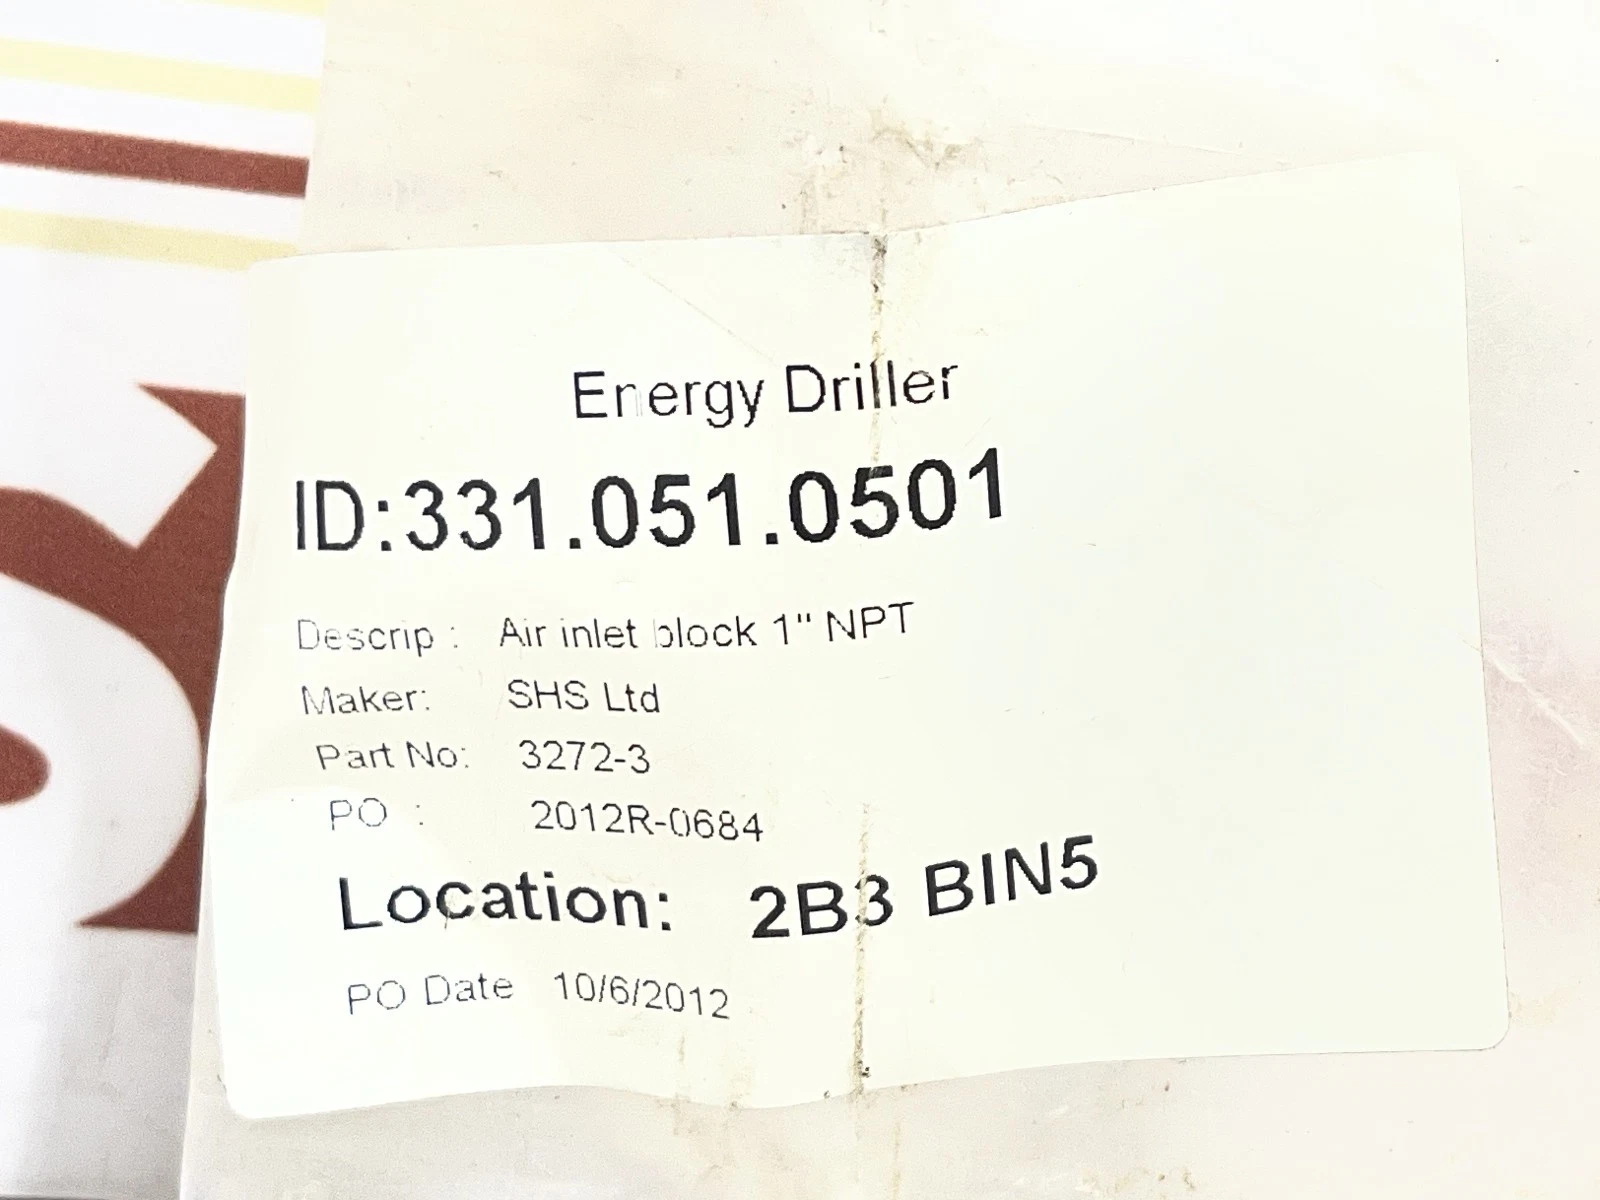 Energy Driller
ID:331.051.0501
Descrip : Air inlet block 1" NPT
Maker: SHS Ltd
Part No: 3272-3
PO : 2012R-0684
Location: 2B3 BIN5
PO Date 10/6/2012